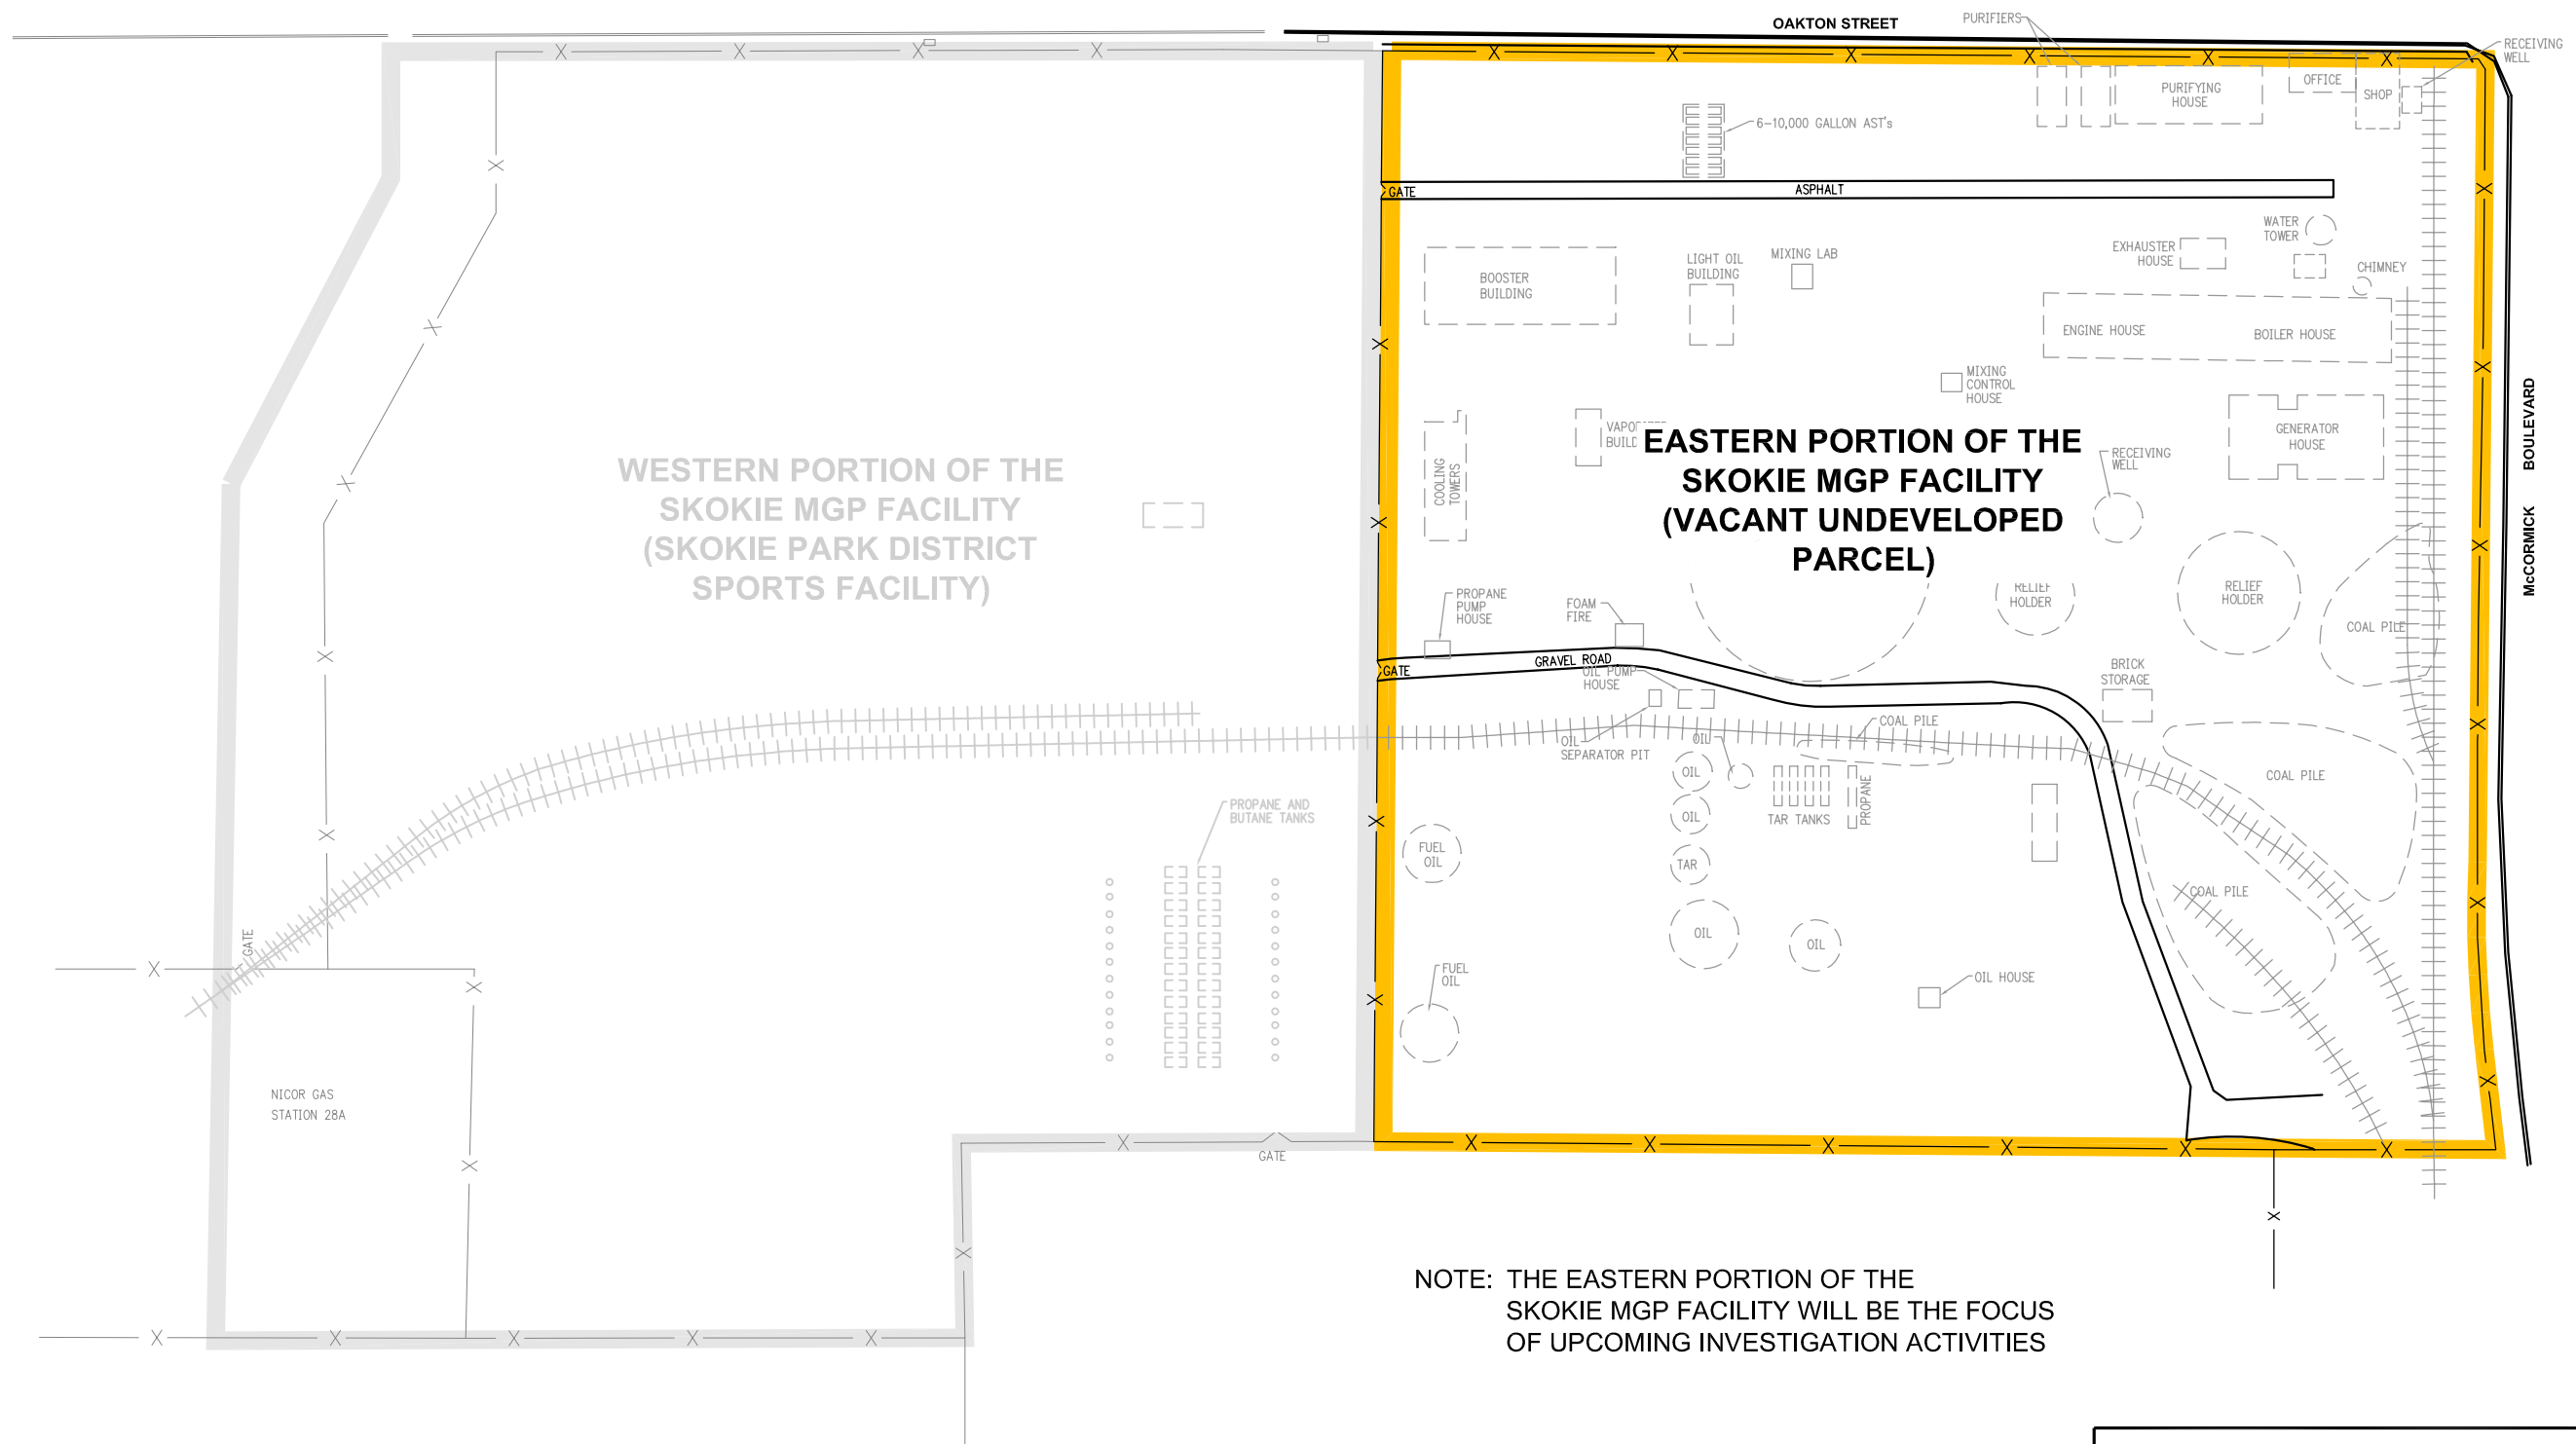 OAKTON STREET
PURIFIERS
RECEIVING
WELL
OFFICE
SHOP
PURIFYING
HOUSE
6-10,000 GALLON AST's
GATE
ASPHALT
WATER
TOWER
EXHAUSTER
HOUSE
CHIMNEY
BOOSTER
BUILDING
LIGHT OIL
BUILDING
MIXING LAB
ENGINE HOUSE
BOILER HOUSE
MIXING
CONTROL
HOUSE
McCORMICK BOULEVARD
COOLING
TOWERS
GENERATOR
HOUSE
RECEIVING
WELL
WESTERN PORTION OF THE
SKOKIE MGP FACILITY
(SKOKIE PARK DISTRICT
SPORTS FACILITY)
EASTERN PORTION OF THE
SKOKIE MGP FACILITY
(VACANT UNDEVELOPED
PARCEL)
PROPANE
PUMP
HOUSE
FOAM
FIRE
RELIEF
HOLDER
RELIEF
HOLDER
COAL PILE
GATE
GRAVEL ROAD
OIL PUMP
HOUSE
BRICK
STORAGE
OIL
SEPARATOR PIT
OIL
COAL PILE
OIL
OIL
TAR
TAR TANKS
PROPANE
COAL PILE
PROPANE AND
BUTANE TANKS
FUEL
OIL
COAL PILE
OIL
OIL
GATE
FUEL
OIL
OIL HOUSE
NICOR GAS
STATION 28A
GATE
NOTE: THE EASTERN PORTION OF THE
SKOKIE MGP FACILITY WILL BE THE FOCUS
OF UPCOMING INVESTIGATION ACTIVITIES